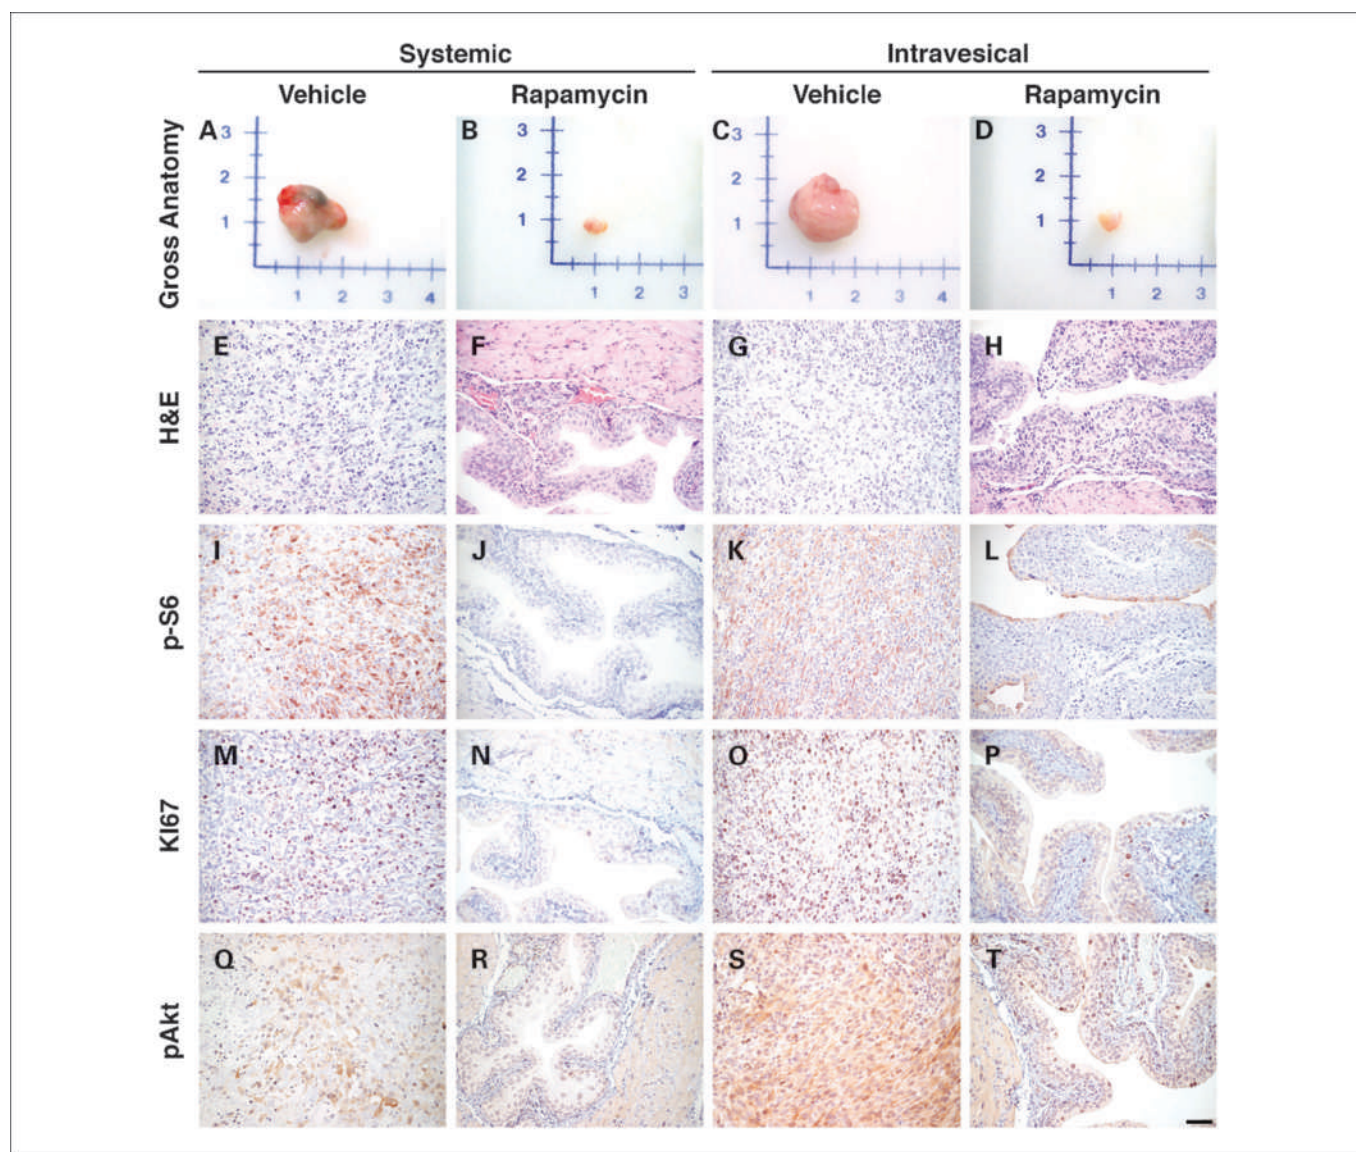 Systemic Intravesical
Vehicle Rapamycin Vehicle Rapamycin
Gross Anatomy
A 3 2 1 1 2 3 4
B 3 2 1 1 2 3
C 3 2 1 1 2 3 4
D 3 2 1 1 2 3
H&E
E F G H
p-S6
I J K L
KI67
M N O P
pAkt
Q R S T